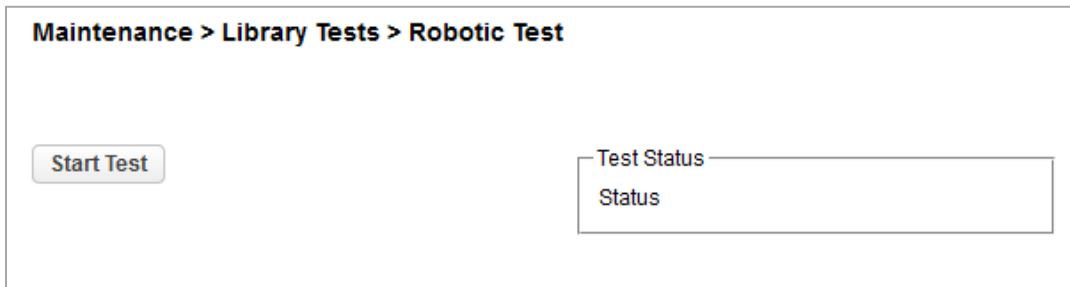 Maintenance > Library Tests > Robotic Test
Start Test
Test Status
Status